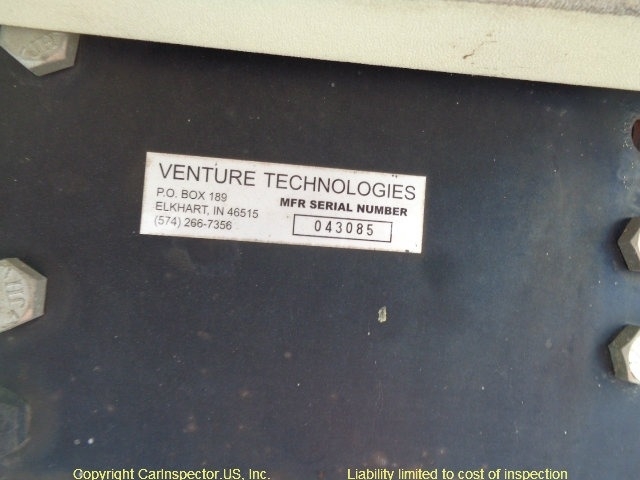 VENTURE TECHNOLOGIES
P.O. BOX 189
ELKHART, IN 46515
(574) 266-7356
MFR SERIAL NUMBER
043085
JH
Copyright CarInspector.US, Inc.
Liability limited to cost of inspection